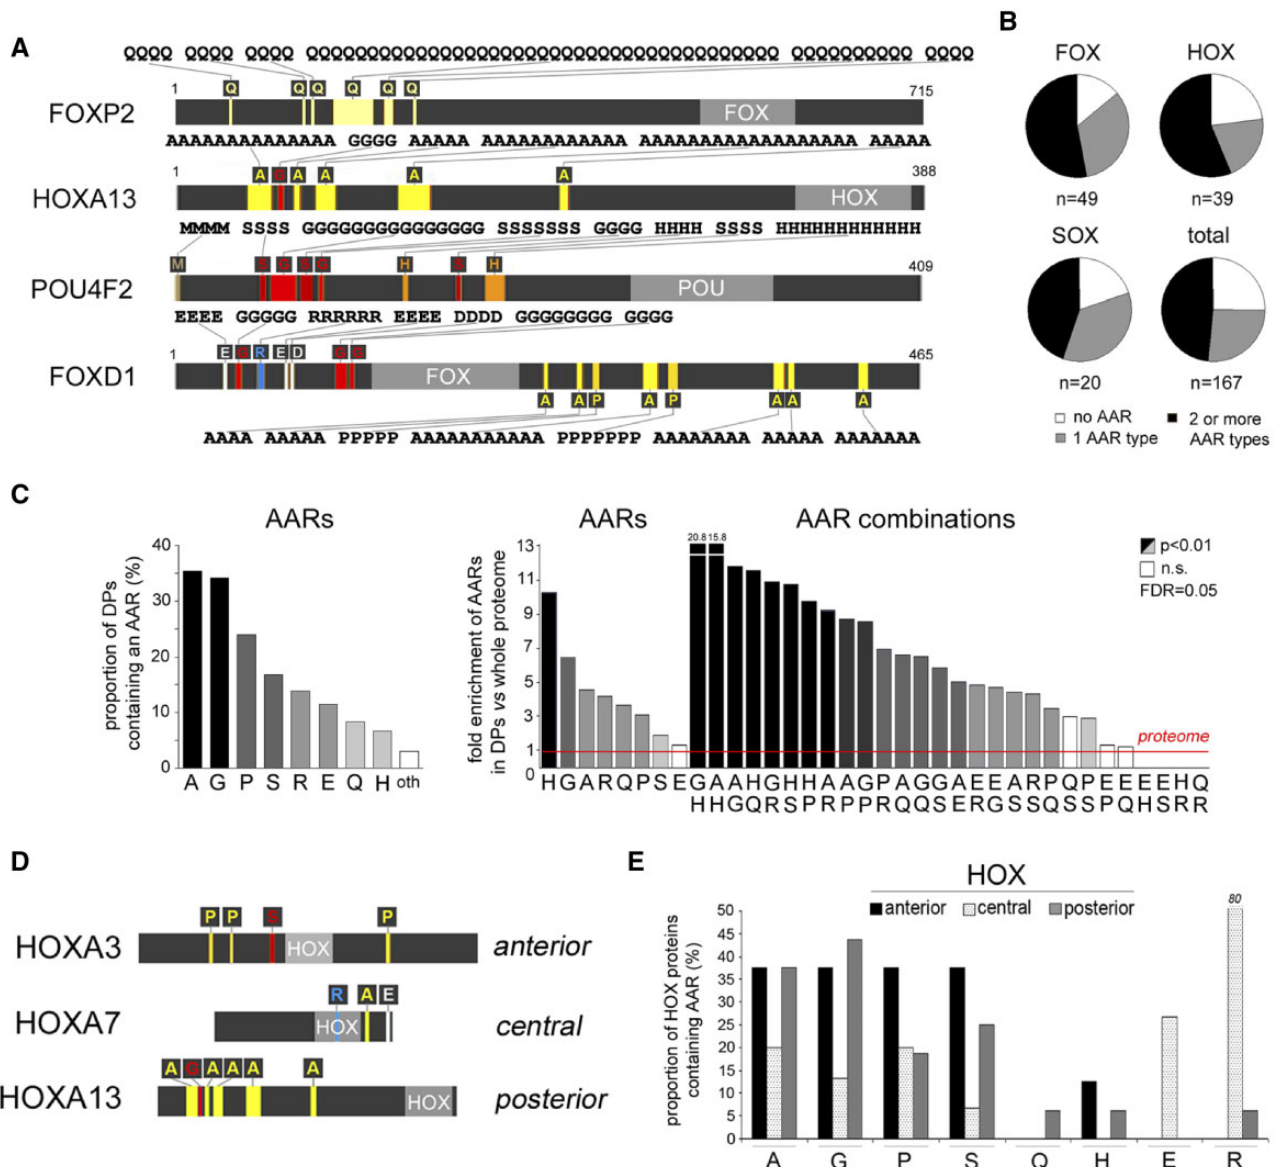 A
QQQQ QQQQ QQQQ QQQQQQQQQQQQQQQQQQQQQQQQQQQQQQQQQQQQQQQQ QQQQQQQQQQ QQQQ
Q Q Q Q Q Q
1 715
FOXP2 FOX
AAAAAAAAAAAAAA GGGG AAAAA AAAAAAAAAAAA AAAAAAAAAAAAAAAAAA AAAAA
A G A A A A
1 388
HOXA13 HOX
MMMM SSSS GGGGGGGGGGGGGGG SSSSSSS GGGG HHHH SSSS HHHHHHHHHHHH
M S G S G H S H
409
POU4F2 POU
EEEE GGGGG RRRRRR EEEE DDDD GGGGGGGG GGGG
E G R E D G G
1 465
FOXD1 FOX
A A P A P A A A
AAAA AAAAA PPPPP AAAAAAAAAAA PPPPPPP AAAAAAAA AAAAA AAAAAAA
B
FOX HOX
n=49 n=39
SOX total
n=20 n=167
no AAR
1 AAR type
2 or more
AAR types
C
AARs
proportion of DPs
containing an AAR (%)
40
30
20
10
0
A G P S R E Q H oth
AARs AAR combinations
fold enrichment of AARs
in DPs vs whole proteome
13
11
9
7
5
3
1
0
20.8 15.8
p<0.01
n.s.
FDR=0.05
proteome
H G A R Q P S E G A A H G H H A A G P A G G A E E A R P Q P E E E E H Q
H H G Q R S P R P P R Q Q S E R G S S Q S S P Q H S R R
D
P P S P
HOXA3 HOX anterior
R A E
HOXA7 HOX central
A G A A A A
HOXA13 HOX posterior
E
HOX
anterior central posterior
proportion of HOX proteins
containing AAR (%)
50
45
40
35
30
25
20
15
10
5
0
80
A G P S Q H E R